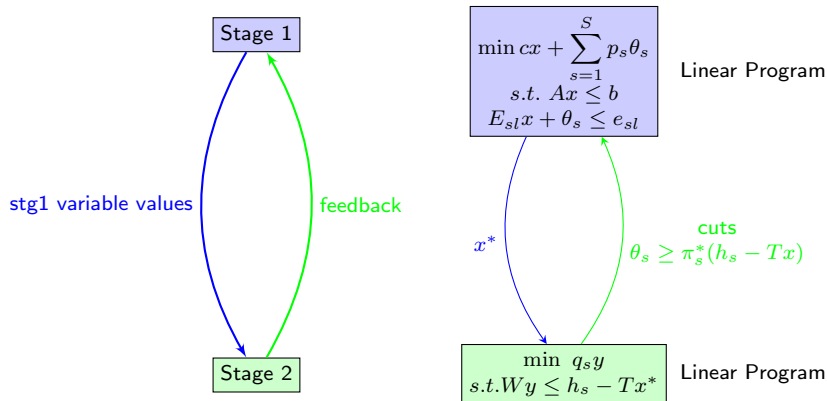 Stage 1
stg1 variable values
feedback
Stage 2
min cx + \sum_{s=1}^{S} p_s θ_s
s.t. Ax ≤ b
E_{sl}x + θ_s ≤ e_{sl}
Linear Program
x^*
cuts
θ_s ≥ π_s^*(h_s − Tx)
min q_s y
s.t.Wy ≤ h_s − Tx^*
Linear Program